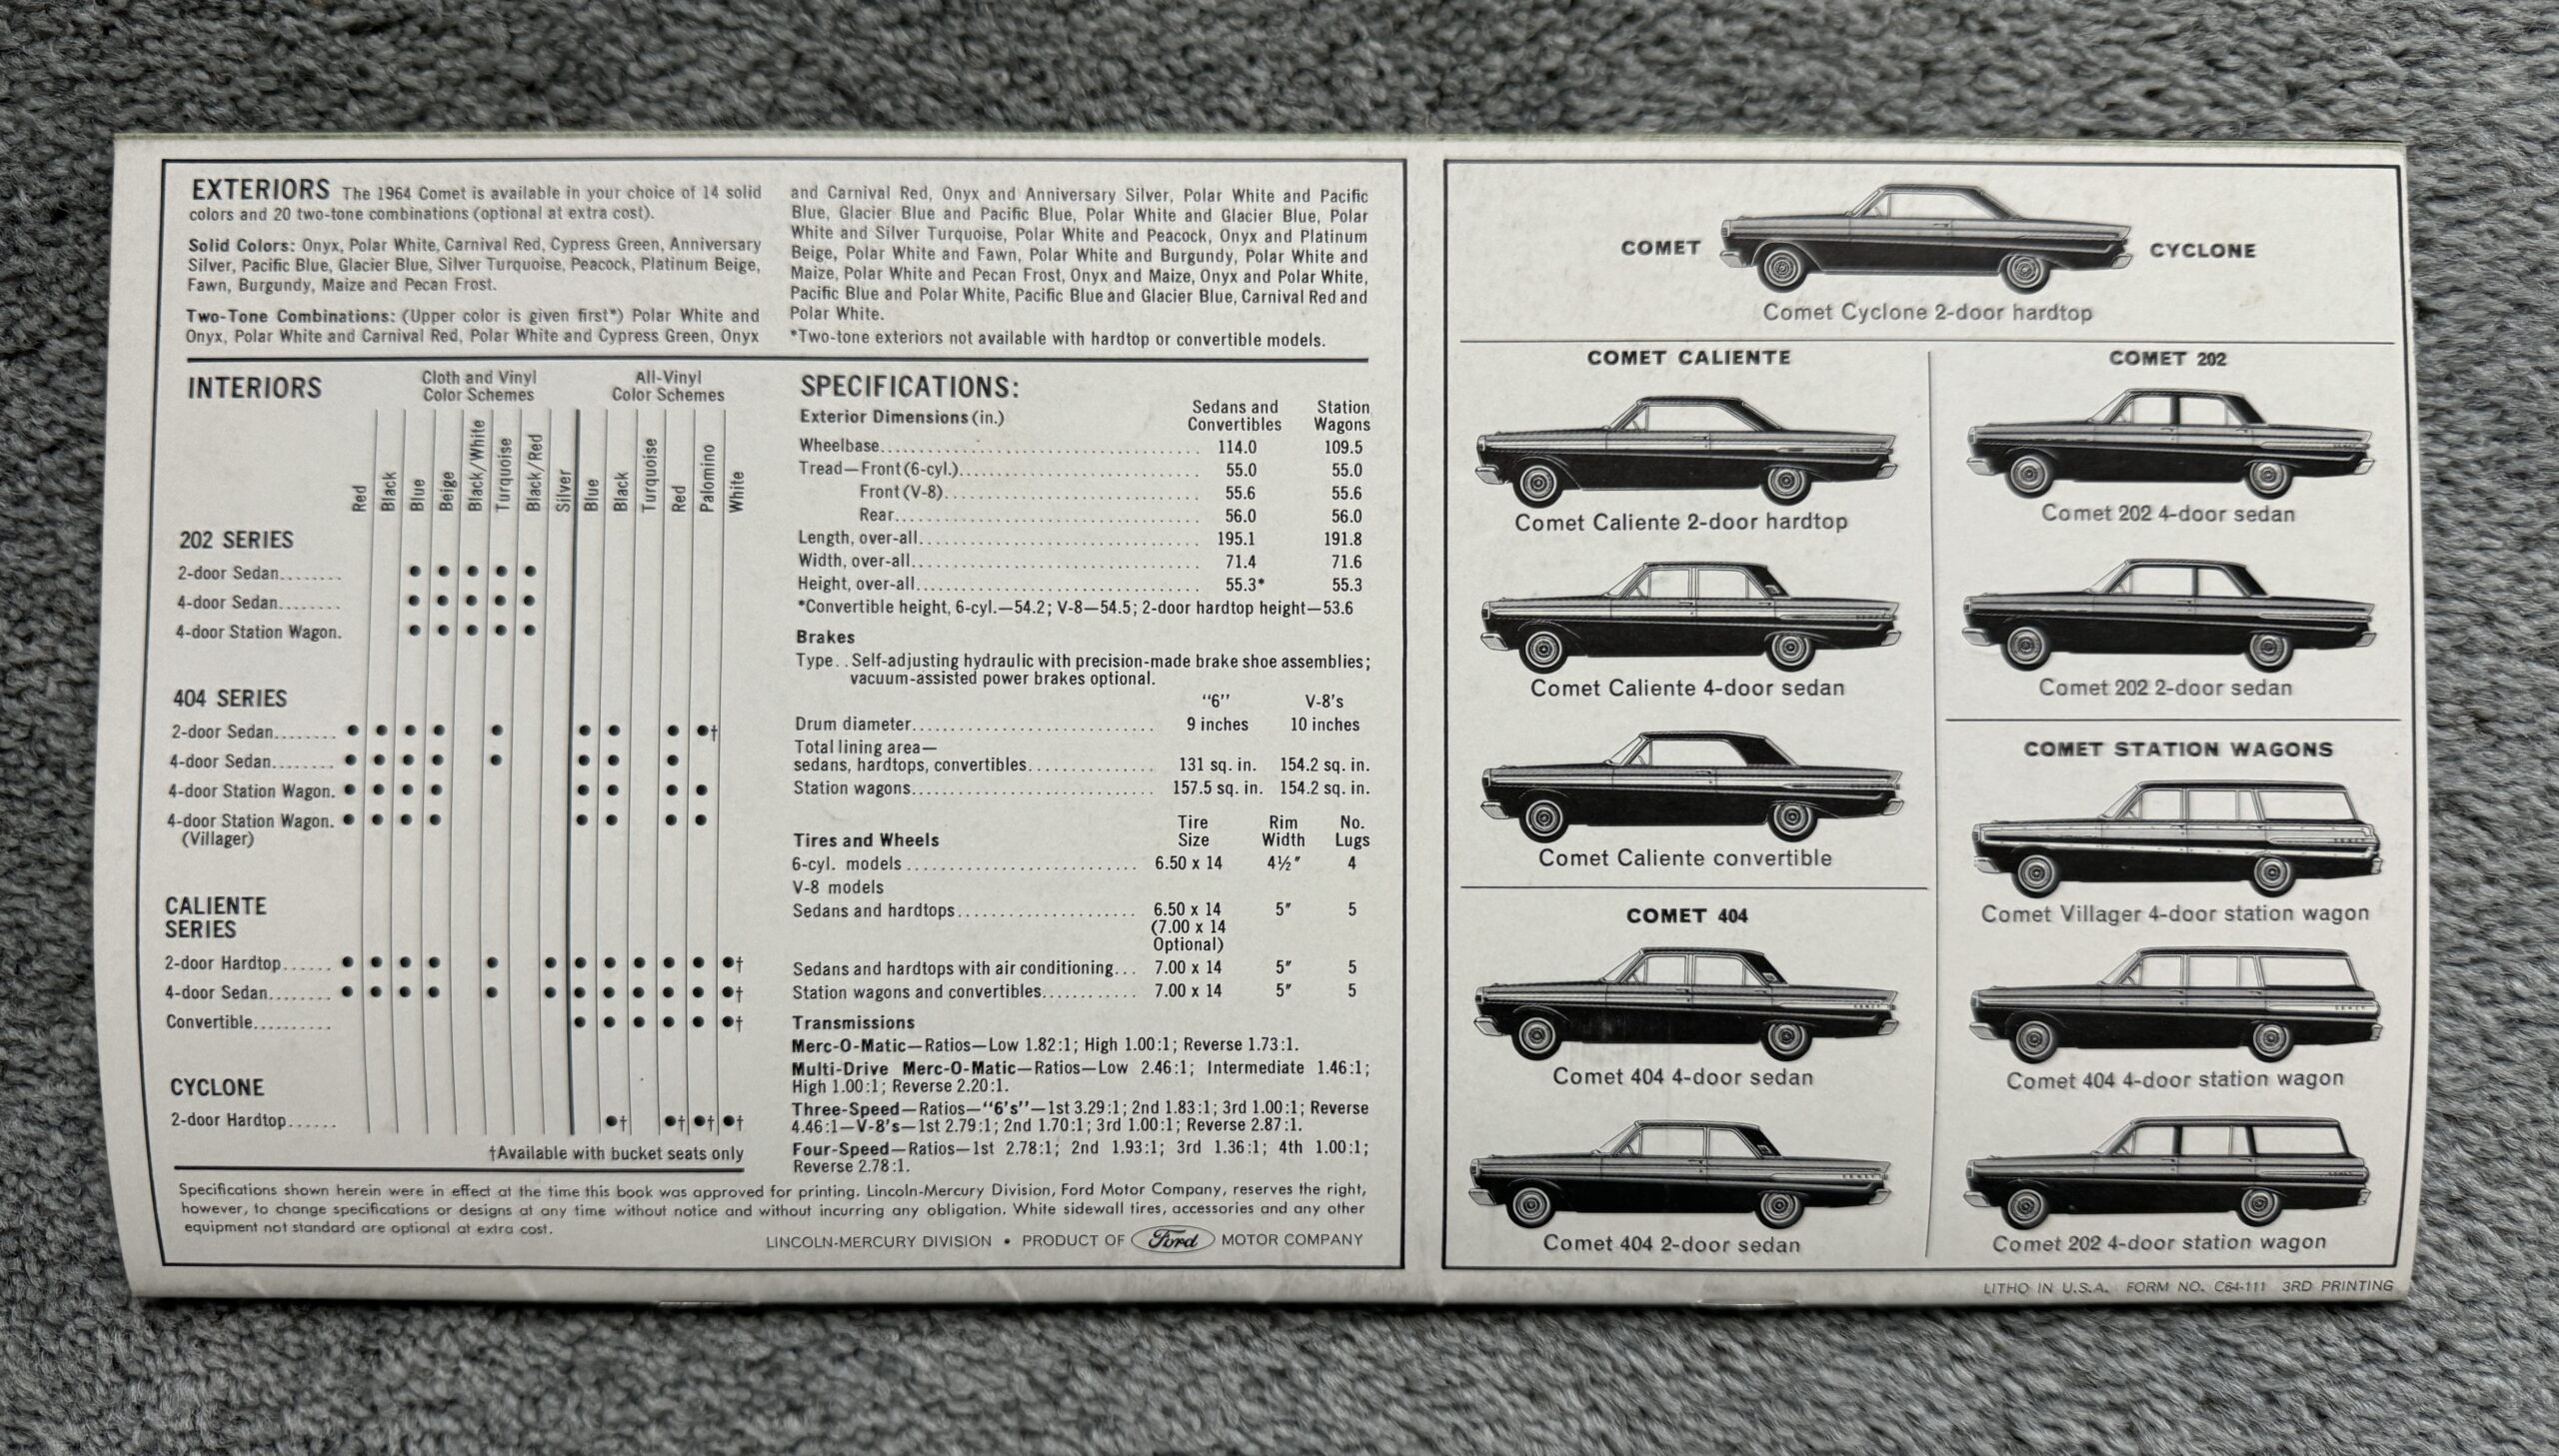 EXTERIORS The 1964 Comet is available in your choice of 14 solid
colors and 20 two-tone combinations (optional at extra cost).
Solid Colors: Onyx, Polar White, Carnival Red, Cypress Green, Anniversary
Silver, Pacific Blue, Glacier Blue, Silver Turquoise, Peacock, Platinum Beige,
Fawn, Burgundy, Maize and Pecan Frost.
Two-Tone Combinations: (Upper color is given first*) Polar White and
Onyx, Polar White and Carnival Red, Polar White and Cypress Green, Onyx
and Carnival Red, Onyx and Anniversary Silver, Polar White and Pacific
Blue, Glacier Blue and Pacific Blue, Polar White and Glacier Blue, Polar
White and Silver Turquoise, Polar White and Peacock, Onyx and Platinum
Beige, Polar White and Fawn, Polar White and Burgundy, Polar White and
Maize, Polar White and Pecan Frost, Onyx and Maize, Onyx and Polar White,
Pacific Blue and Polar White, Pacific Blue and Glacier Blue, Carnival Red and
Polar White.
*Two-tone exteriors not available with hardtop or convertible models.
INTERIORS
Cloth and Vinyl
Color Schemes
All-Vinyl
Color Schemes
Red
Black
Blue
Beige
Black/White
Turquoise
Black/Red
Silver
Blue
Black
Turquoise
Red
Palomino
White
202 SERIES
2-door Sedan........ ● ● ● ● ●
4-door Sedan........ ● ● ● ● ●
4-door Station Wagon. ● ● ● ● ●
404 SERIES
2-door Sedan........ ● ● ● ● ● ● ● ● ●†
4-door Sedan........ ● ● ● ● ● ● ● ●
4-door Station Wagon. ● ● ● ● ● ● ● ●
4-door Station Wagon. ● ● ● ● ● ● ● ●
(Villager)
CALIENTE
SERIES
2-door Hardtop...... ● ● ● ● ● ● ● ● ● ● ● ●†
4-door Sedan........ ● ● ● ● ● ● ● ● ● ● ● ●†
Convertible.......... ● ● ● ● ● ●†
CYCLONE
2-door Hardtop...... ●† ●† ●† ●†
†Available with bucket seats only
SPECIFICATIONS:
Exterior Dimensions (in.) Sedans and Convertibles Station Wagons
Wheelbase 114.0 109.5
Tread—Front (6-cyl.) 55.0 55.0
Front (V-8) 55.6 55.6
Rear 56.0 56.0
Length, over-all 195.1 191.8
Width, over-all 71.4 71.6
Height, over-all 55.3* 55.3
*Convertible height, 6-cyl.—54.2; V-8—54.5; 2-door hardtop height—53.6
Brakes
Type. . Self-adjusting hydraulic with precision-made brake shoe assemblies;
vacuum-assisted power brakes optional.
"6" V-8's
Drum diameter 9 inches 10 inches
Total lining area—
sedans, hardtops, convertibles 131 sq. in. 154.2 sq. in.
Station wagons 157.5 sq. in. 154.2 sq. in.
Tires and Wheels Tire Size Rim Width No. Lugs
6-cyl. models 6.50 x 14 4½" 4
V-8 models
Sedans and hardtops 6.50 x 14 5" 5
(7.00 x 14
Optional)
Sedans and hardtops with air conditioning... 7.00 x 14 5" 5
Station wagons and convertibles 7.00 x 14 5" 5
Transmissions
Merc-O-Matic—Ratios—Low 1.82:1; High 1.00:1; Reverse 1.73:1.
Multi-Drive Merc-O-Matic—Ratios—Low 2.46:1; Intermediate 1.46:1;
High 1.00:1; Reverse 2.20:1.
Three-Speed—Ratios—"6's"—1st 3.29:1; 2nd 1.83:1; 3rd 1.00:1; Reverse
4.46:1—V-8's—1st 2.79:1; 2nd 1.70:1; 3rd 1.00:1; Reverse 2.87:1.
Four-Speed—Ratios—1st 2.78:1; 2nd 1.93:1; 3rd 1.36:1; 4th 1.00:1;
Reverse 2.78:1.
Specifications shown herein were in effect at the time this book was approved for printing. Lincoln-Mercury Division, Ford Motor Company, reserves the right,
however, to change specifications or designs at any time without notice and without incurring any obligation. White sidewall tires, accessories and any other
equipment not standard are optional at extra cost.
LINCOLN-MERCURY DIVISION • PRODUCT OF Ford MOTOR COMPANY
COMET CYCLONE
Comet Cyclone 2-door hardtop
COMET CALIENTE
Comet Caliente 2-door hardtop
Comet Caliente 4-door sedan
Comet Caliente convertible
COMET 404
Comet 404 4-door sedan
Comet 404 2-door sedan
COMET 202
Comet 202 4-door sedan
Comet 202 2-door sedan
COMET STATION WAGONS
Comet Villager 4-door station wagon
Comet 404 4-door station wagon
Comet 202 4-door station wagon
LITHO IN U.S.A. FORM NO. C64-111 3RD PRINTING